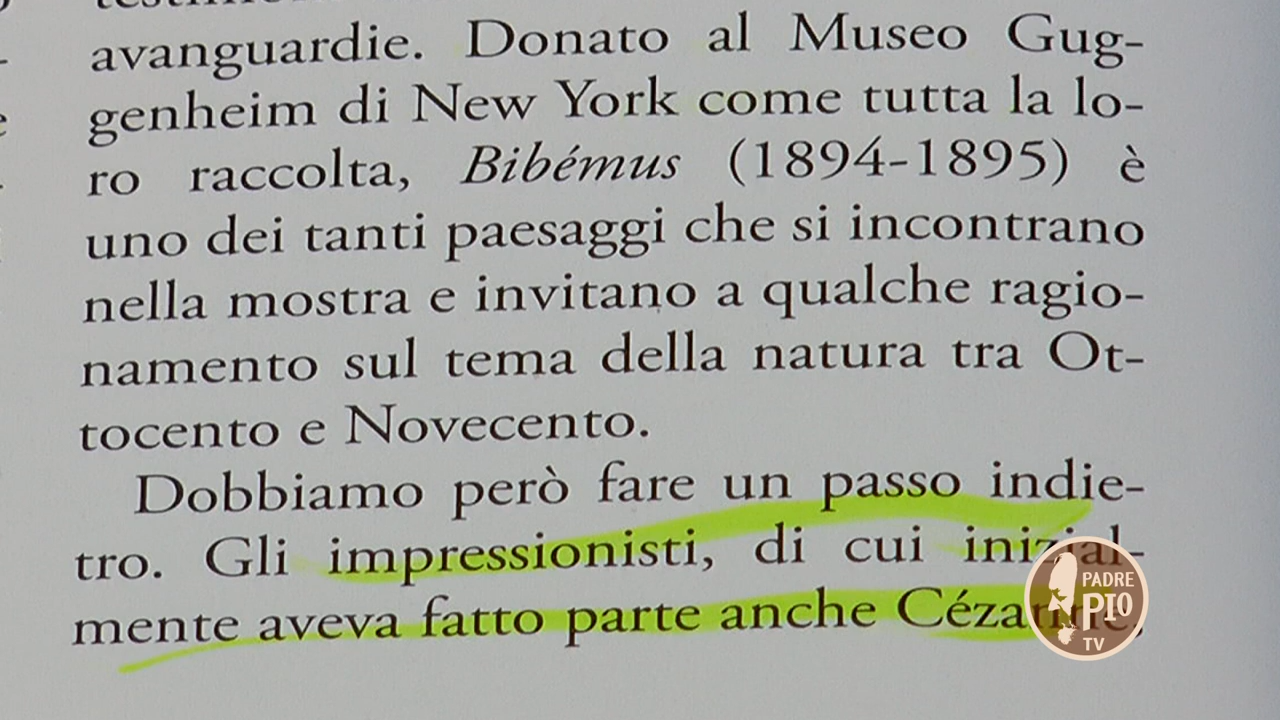 avanguardie. Donato al Museo Gug-
genheim di New York come tutta la lo-
ro raccolta, Bibémus (1894-1895) è
uno dei tanti paesaggi che si incontrano
nella mostra e invitano a qualche ragio-
namento sul tema della natura tra Ot-
tocento e Novecento.
Dobbiamo però fare un passo indie-
tro. Gli impressionisti, di cui inizial-
mente aveva fatto parte anche Cézanne,
PADRE
PIO
TV